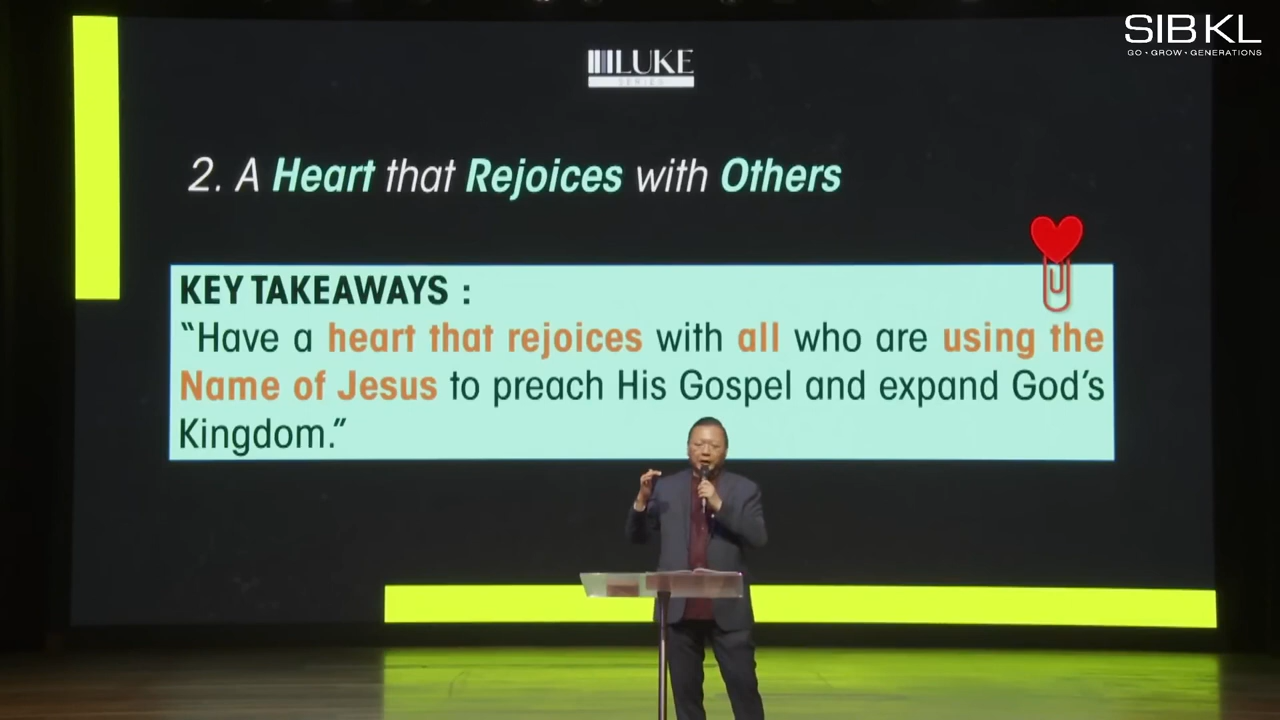 SIBKL
GO • GROW • GENERATIONS
LUKE
SERIES
2. A Heart that Rejoices with Others
KEY TAKEAWAYS :
“Have a heart that rejoices with all who are using the
Name of Jesus to preach His Gospel and expand God’s
Kingdom.”